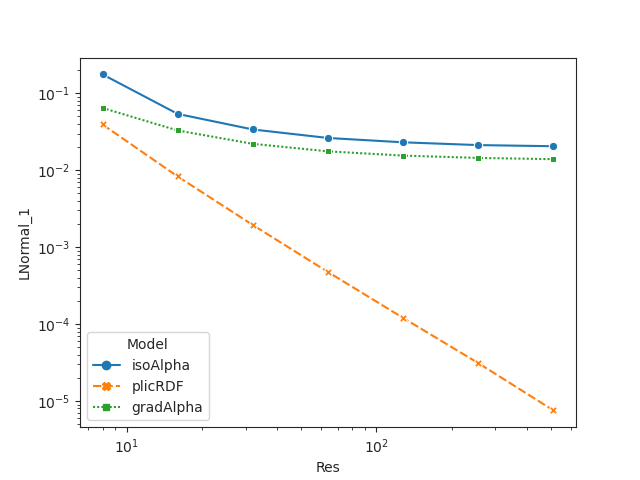 10⁻¹
10⁻²
10⁻³
10⁻⁴
10⁻⁵
LNormal_1
Model
isoAlpha
plicRDF
gradAlpha
10¹ 10²
Res